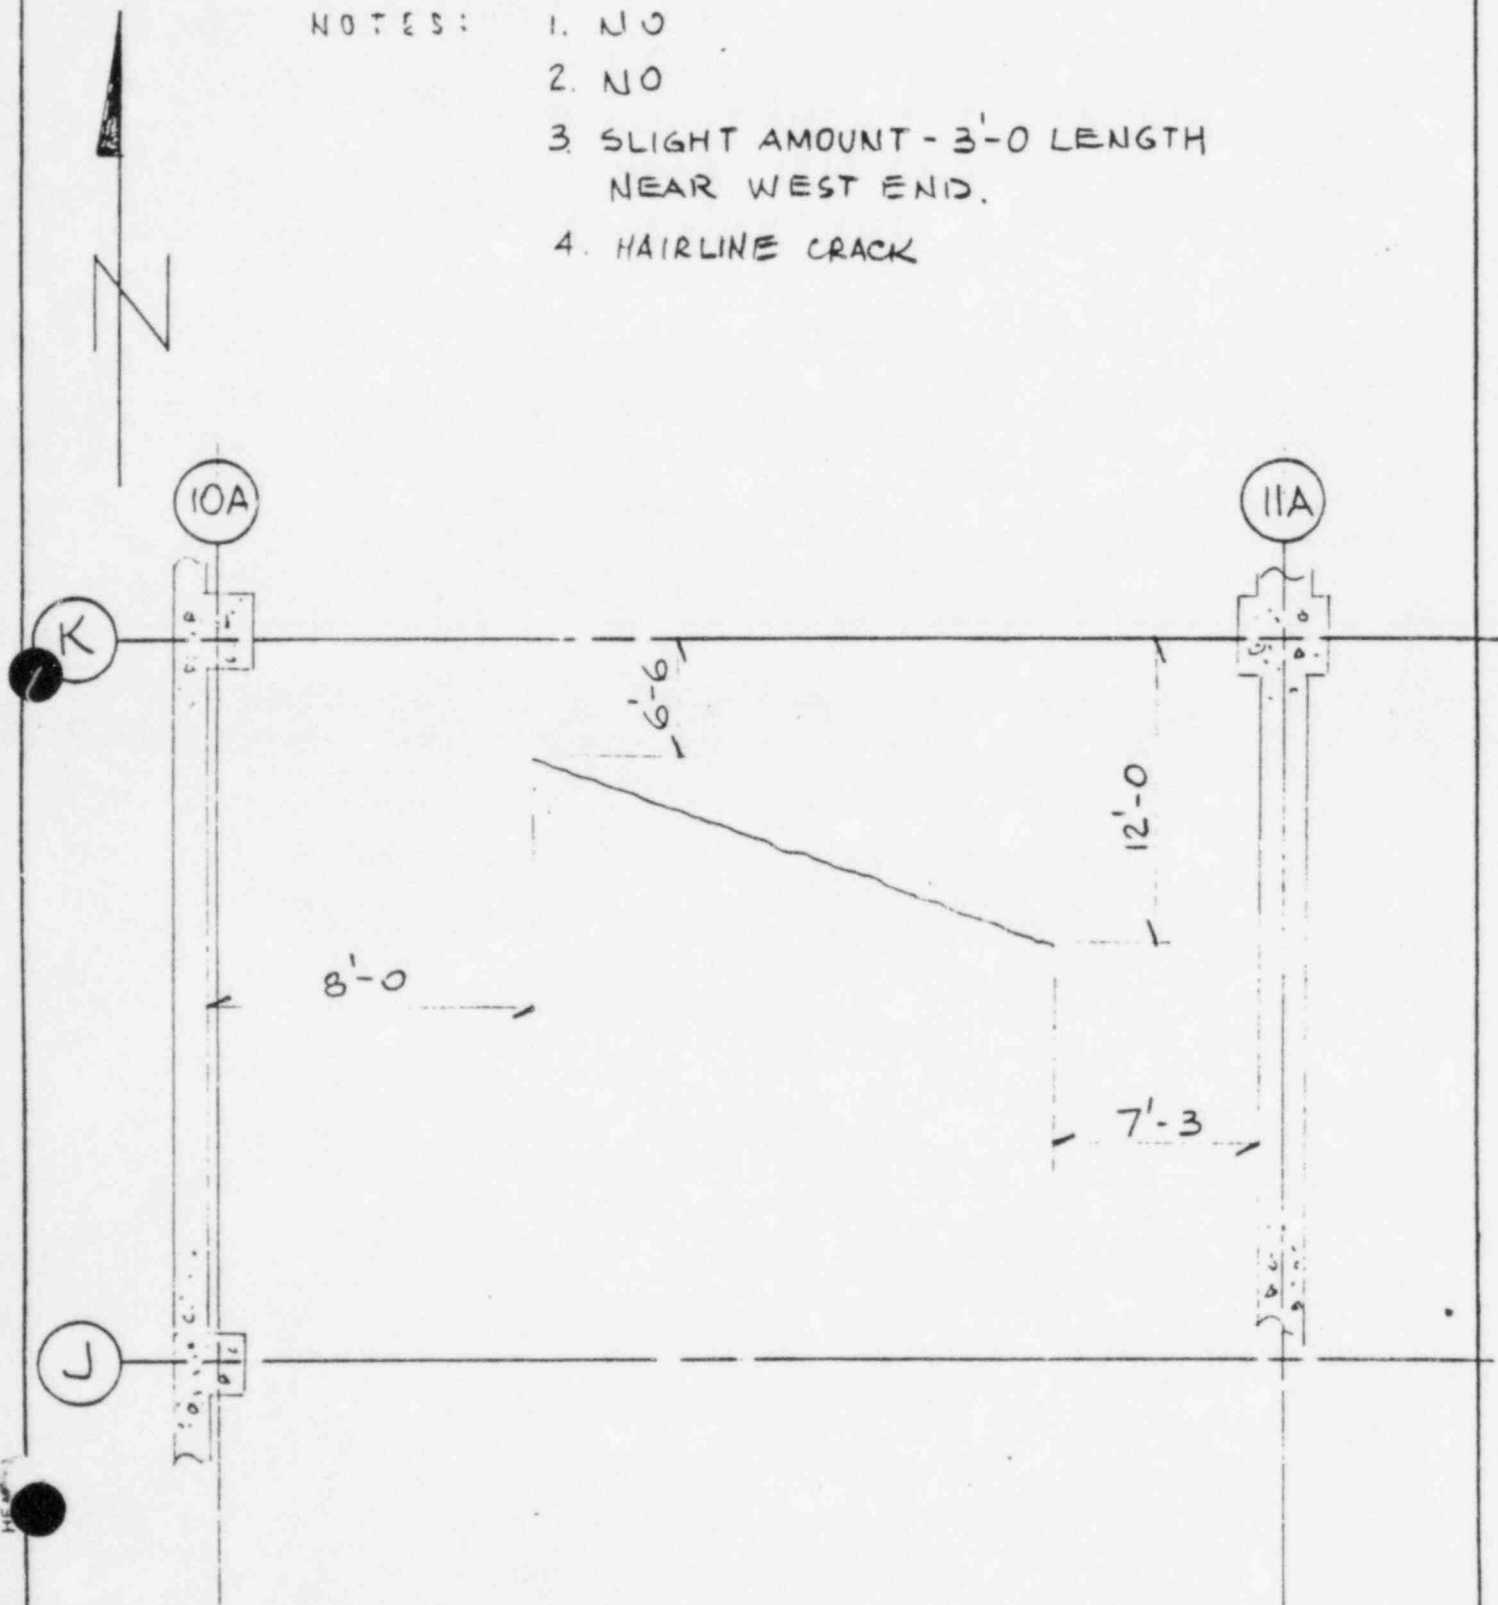 NOTES: 1. NO
2. NO
3. SLIGHT AMOUNT - 3'-0 LENGTH
NEAR WEST END.
4. HAIRLINE CRACK
N
10A
11A
K
6'-6
12'-0
8'-0
7'-3
L